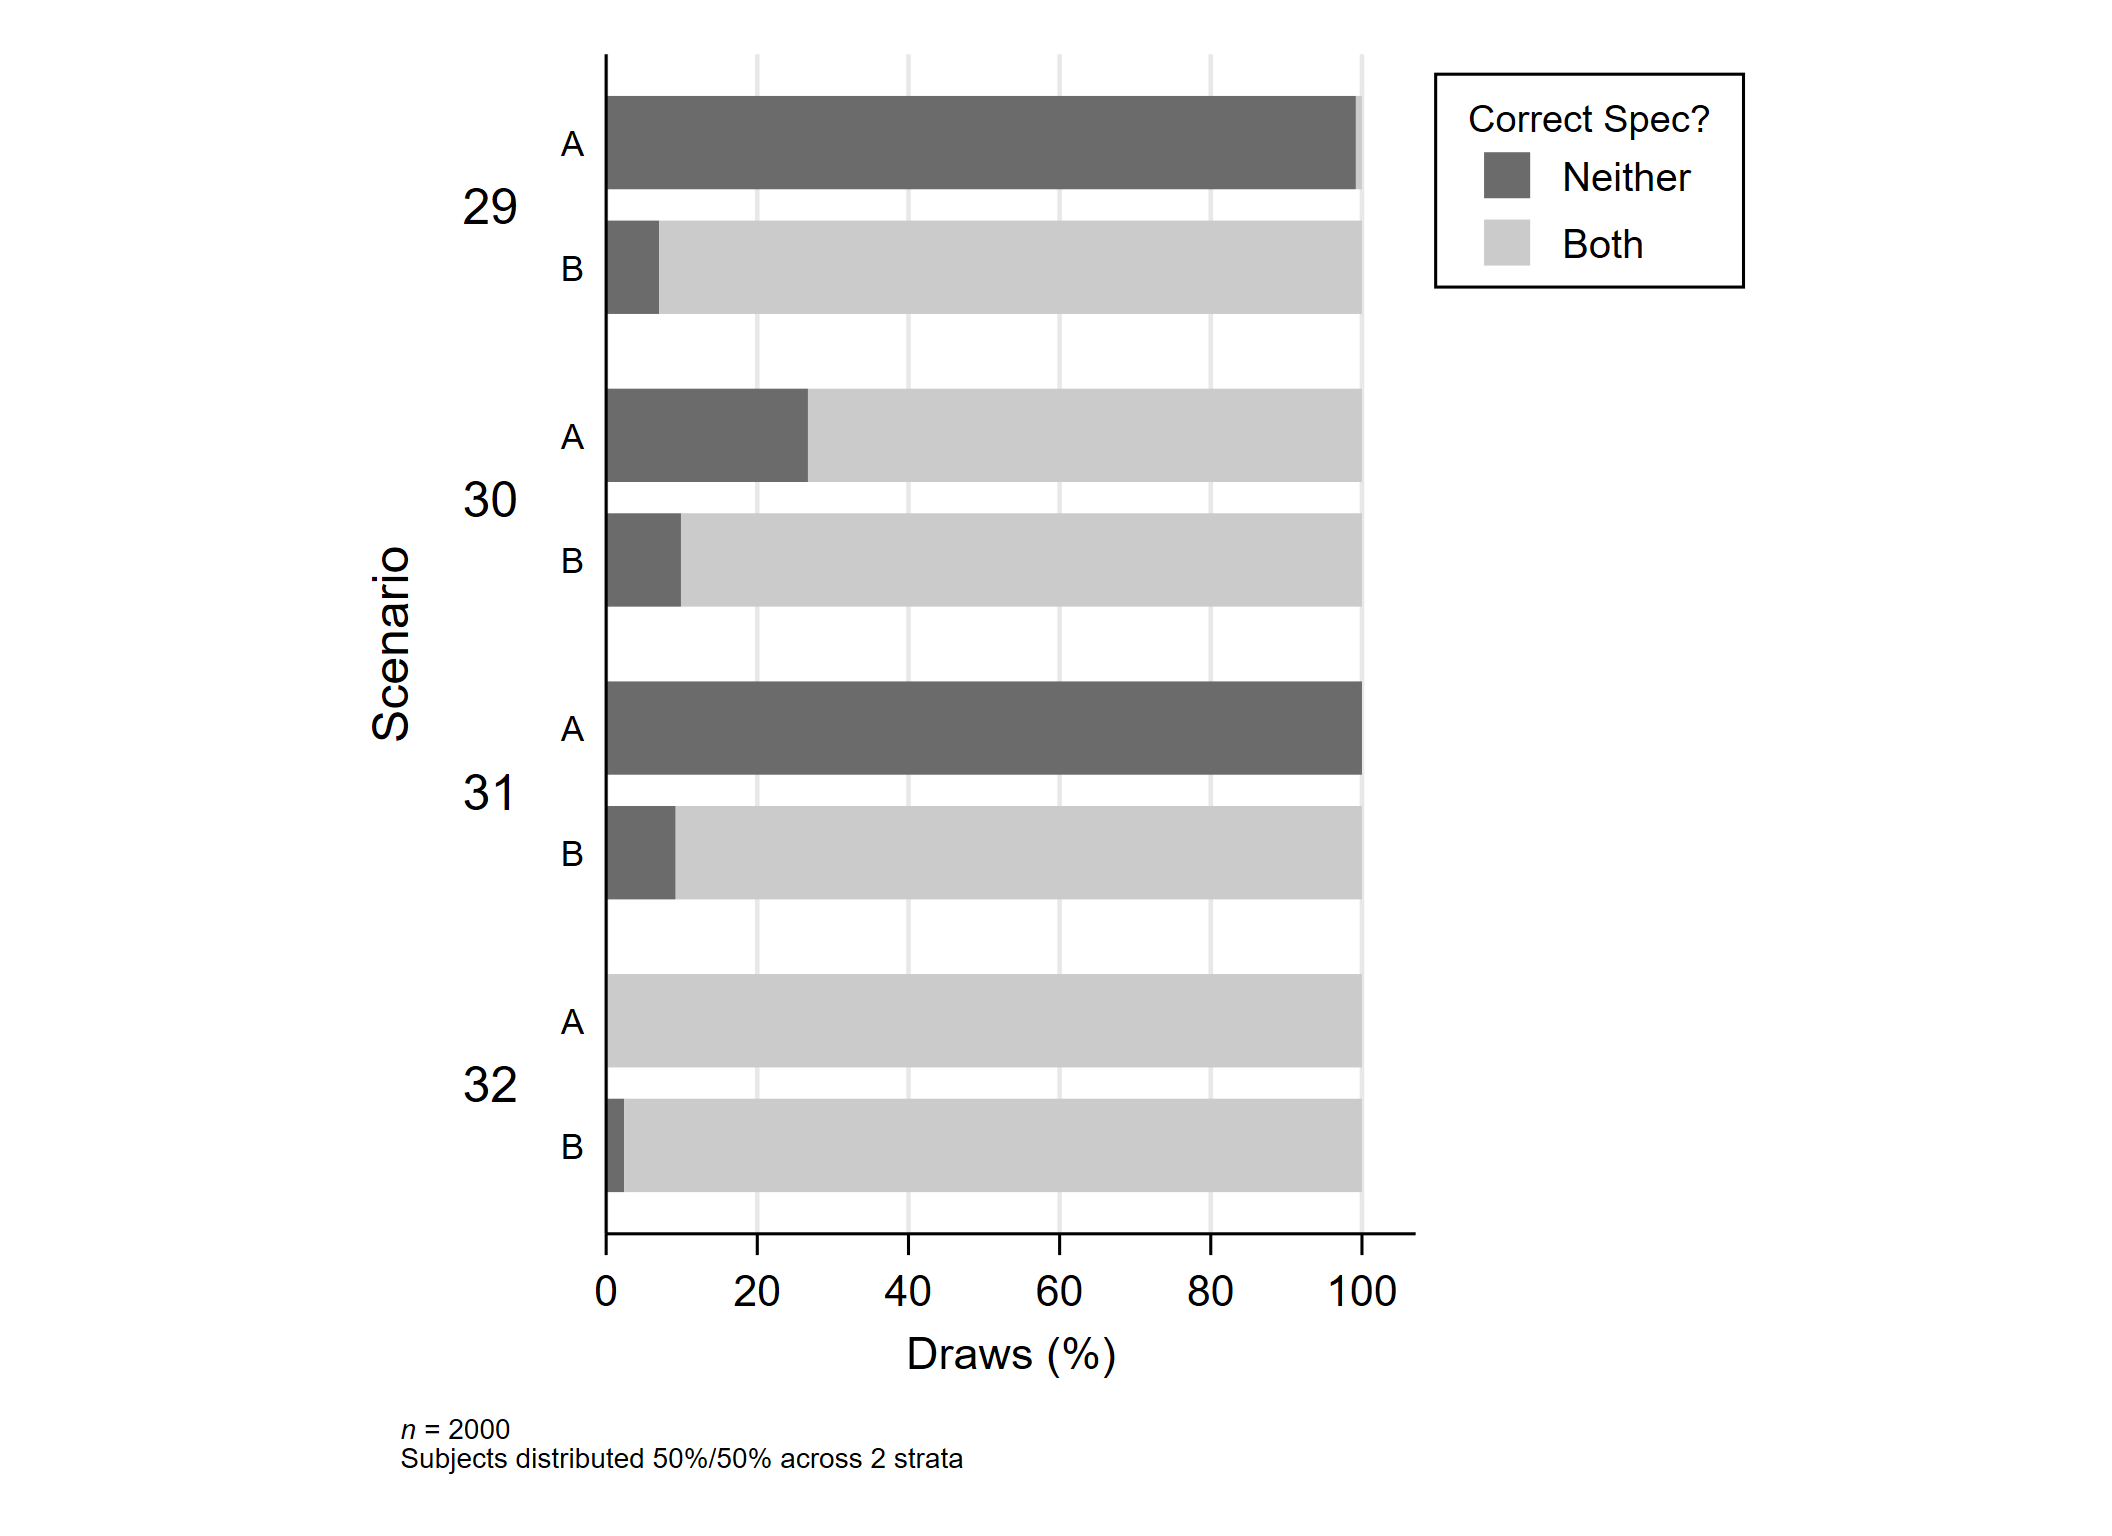 Correct Spec?
Neither
Both
Scenario
29
A
B
30
A
B
31
A
B
32
A
B
0 20 40 60 80 100
Draws (%)
n = 2000
Subjects distributed 50%/50% across 2 strata